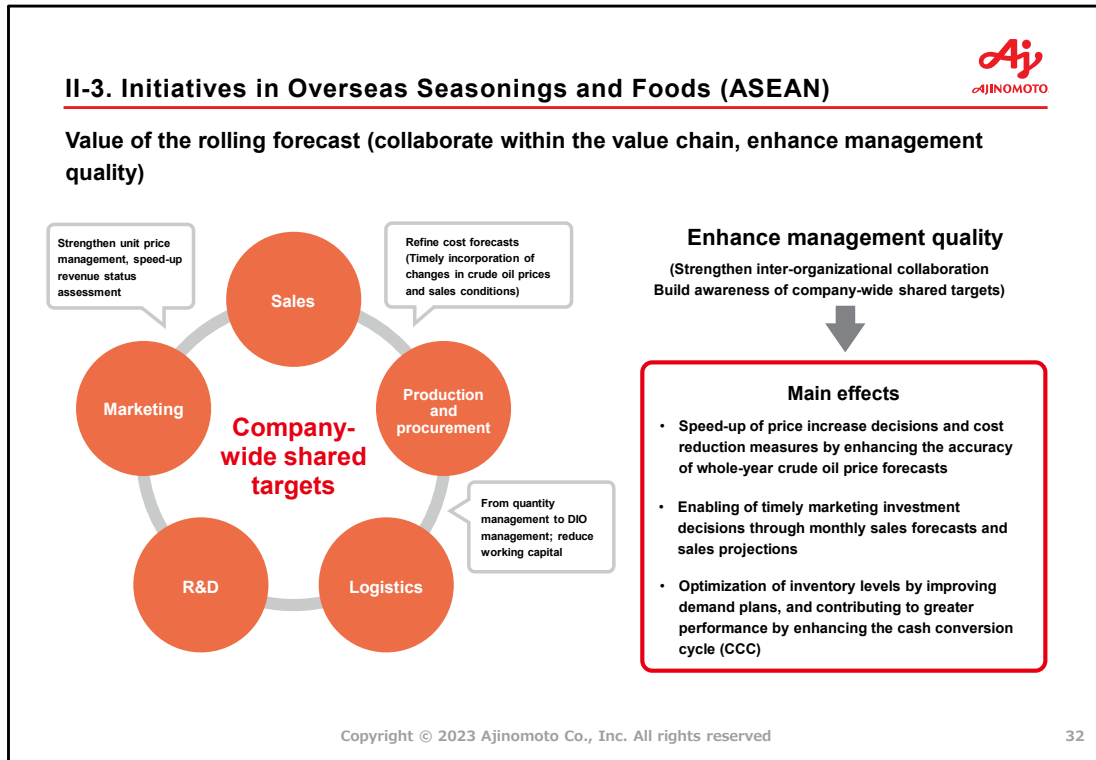 II-3. Initiatives in Overseas Seasonings and Foods (ASEAN)
Aj
AJINOMOTO
Value of the rolling forecast (collaborate within the value chain, enhance management
quality)
Strengthen unit price
management, speed-up
revenue status
assessment
Refine cost forecasts
(Timely incorporation of
changes in crude oil prices
and sales conditions)
Sales
Marketing
Production
and
procurement
Company-
wide shared
targets
From quantity
management to DIO
management; reduce
working capital
R&D
Logistics
Enhance management quality
(Strengthen inter-organizational collaboration
Build awareness of company-wide shared targets)
Main effects
• Speed-up of price increase decisions and cost
reduction measures by enhancing the accuracy
of whole-year crude oil price forecasts
• Enabling of timely marketing investment
decisions through monthly sales forecasts and
sales projections
• Optimization of inventory levels by improving
demand plans, and contributing to greater
performance by enhancing the cash conversion
cycle (CCC)
Copyright © 2023 Ajinomoto Co., Inc. All rights reserved
32